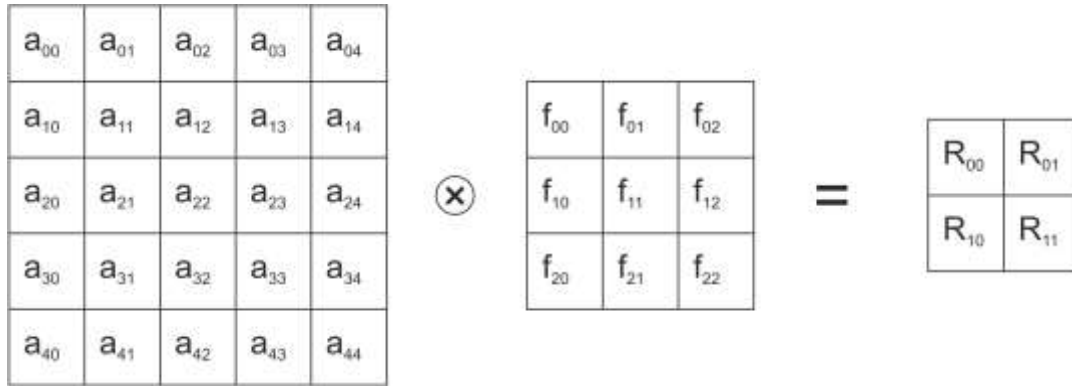 a₀₀ a₀₁ a₀₂ a₀₃ a₀₄
a₁₀ a₁₁ a₁₂ a₁₃ a₁₄
a₂₀ a₂₁ a₂₂ a₂₃ a₂₄
a₃₀ a₃₁ a₃₂ a₃₃ a₃₄
a₄₀ a₄₁ a₄₂ a₄₃ a₄₄
⊗
f₀₀ f₀₁ f₀₂
f₁₀ f₁₁ f₁₂
f₂₀ f₂₁ f₂₂
=
R₀₀ R₀₁
R₁₀ R₁₁